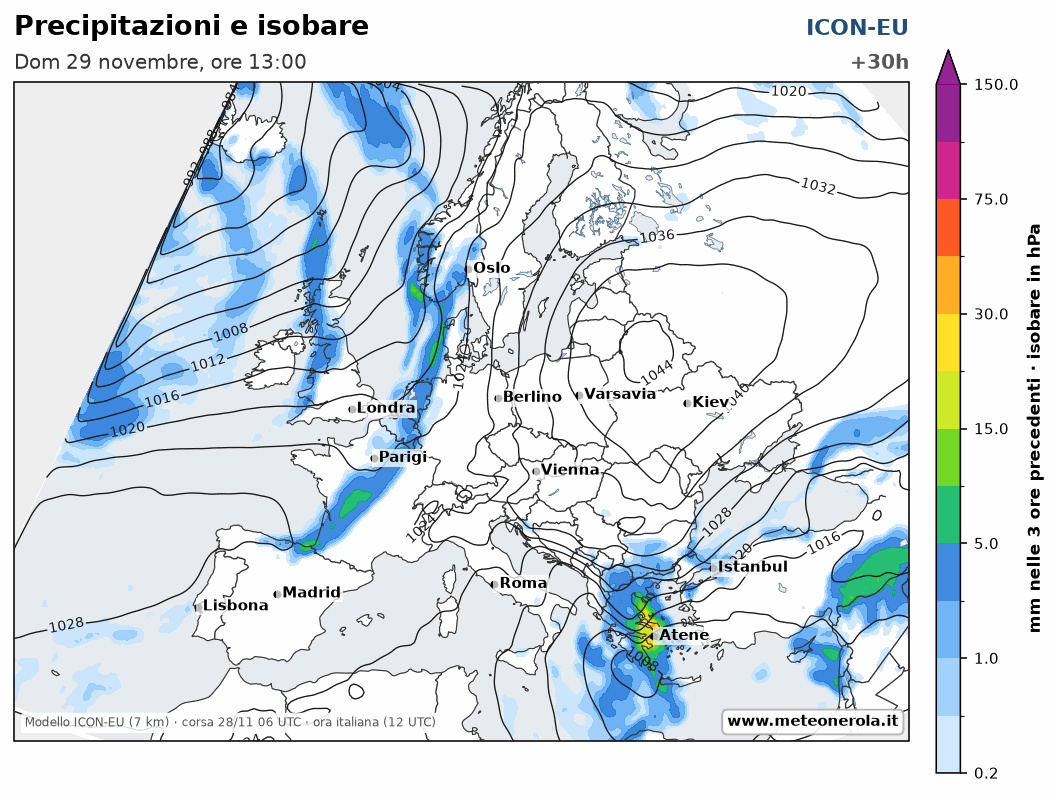 Precipitazioni e isobare
ICON-EU
Dom 29 novembre, ore 13:00
+30h
1020
1032
1036
Oslo
1008
1012
1016
1020
1024
1044
1040
Londra
Berlino
Varsavia
Kiev
Parigi
Vienna
1024
1028
1016
Istanbul
Roma
Madrid
Lisbona
1028
Atene
1008
Modello ICON-EU (7 km) · corsa 28/11 06 UTC · ora italiana (12 UTC)
www.meteonerola.it
150.0
75.0
30.0
15.0
5.0
1.0
0.2
mm nelle 3 ore precedenti · isobare in hPa